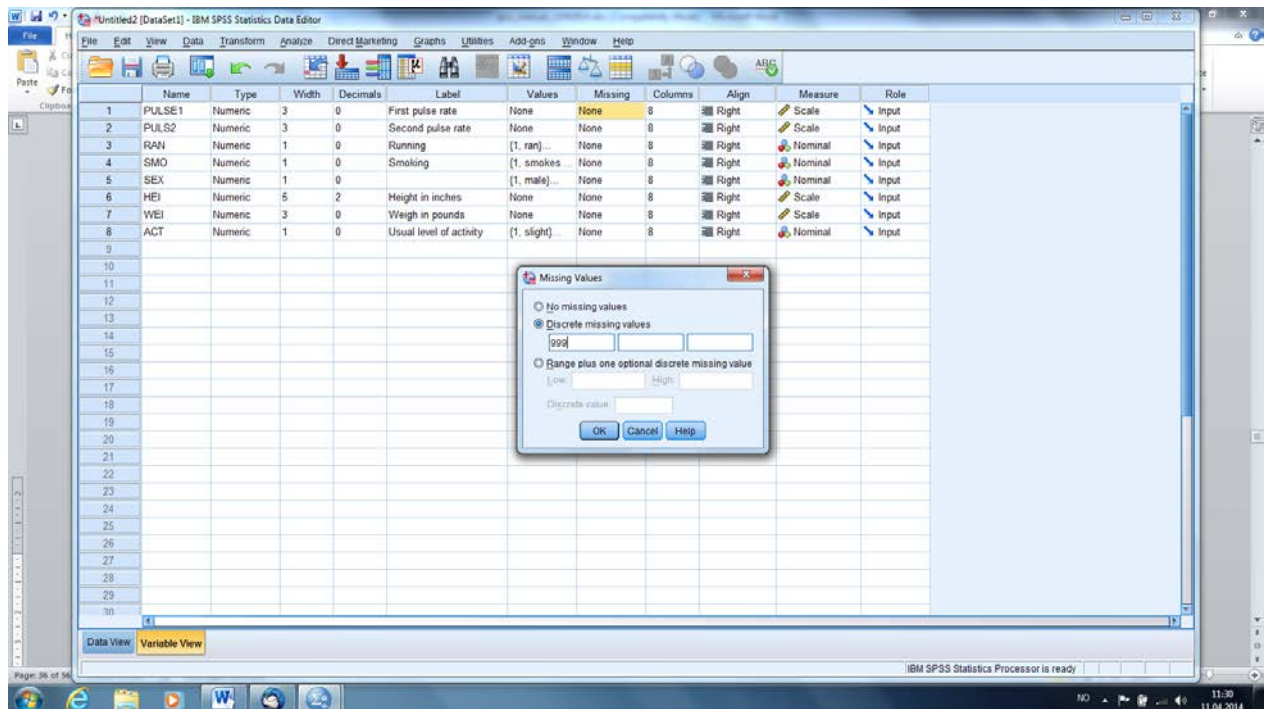 *Untitled2 [DataSet1] - IBM SPSS Statistics Data Editor
File
File Edit View Data Transform Analyze Direct Marketing Graphs Utilities Add-ons Window Help
Paste
Name Type Width Decimals Label Values Missing Columns Align Measure Role
1 PULSE1 Numeric 3 0 First pulse rate None None 8 Right Scale Input
2 PULS2 Numeric 3 0 Second pulse rate None None 8 Right Scale Input
3 RAN Numeric 1 0 Running {1, ran}... None 8 Right Nominal Input
4 SMO Numeric 1 0 Smoking {1, smokes ... None 8 Right Nominal Input
5 SEX Numeric 1 0 {1, male}... None 8 Right Nominal Input
6 HEI Numeric 5 2 Height in inches None None 8 Right Scale Input
7 WEI Numeric 3 0 Weigh in pounds None None 8 Right Scale Input
8 ACT Numeric 1 0 Usual level of activity {1, slight}... None 8 Right Nominal Input
9
10
11
12
13
14
15
16
17
18
19
20
21
22
23
24
25
26
27
28
29
30
Missing Values
No missing values
Discrete missing values
999
Range plus one optional discrete missing value
Low: High:
Discrete value:
OK Cancel Help
Data View Variable View
IBM SPSS Statistics Processor is ready
Page: 36 of 56
NO 11:30
11.04.2014